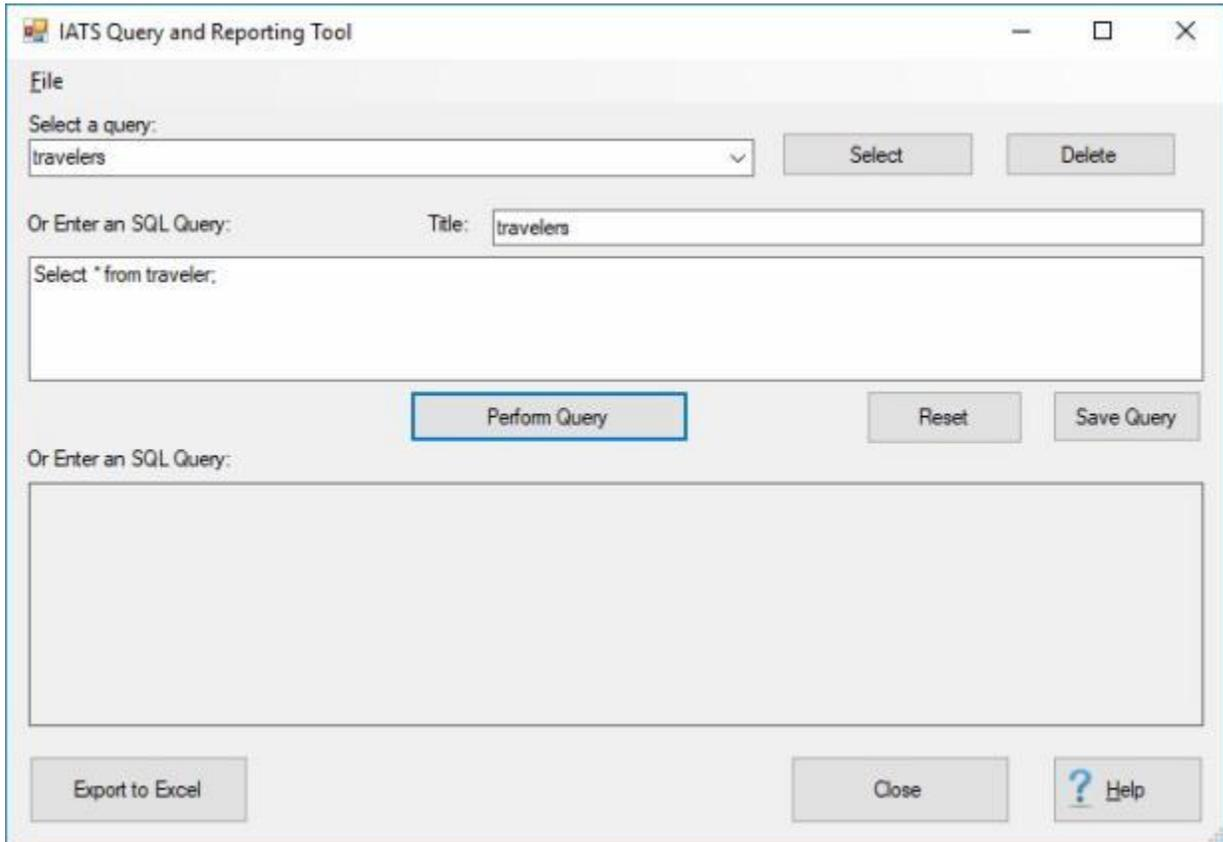 IATS Query and Reporting Tool
File
Select a query:
travelers
Select
Delete
Or Enter an SQL Query:
Title:
travelers
Select * from traveler;
Perform Query
Reset
Save Query
Or Enter an SQL Query:
Export to Excel
Close
? Help